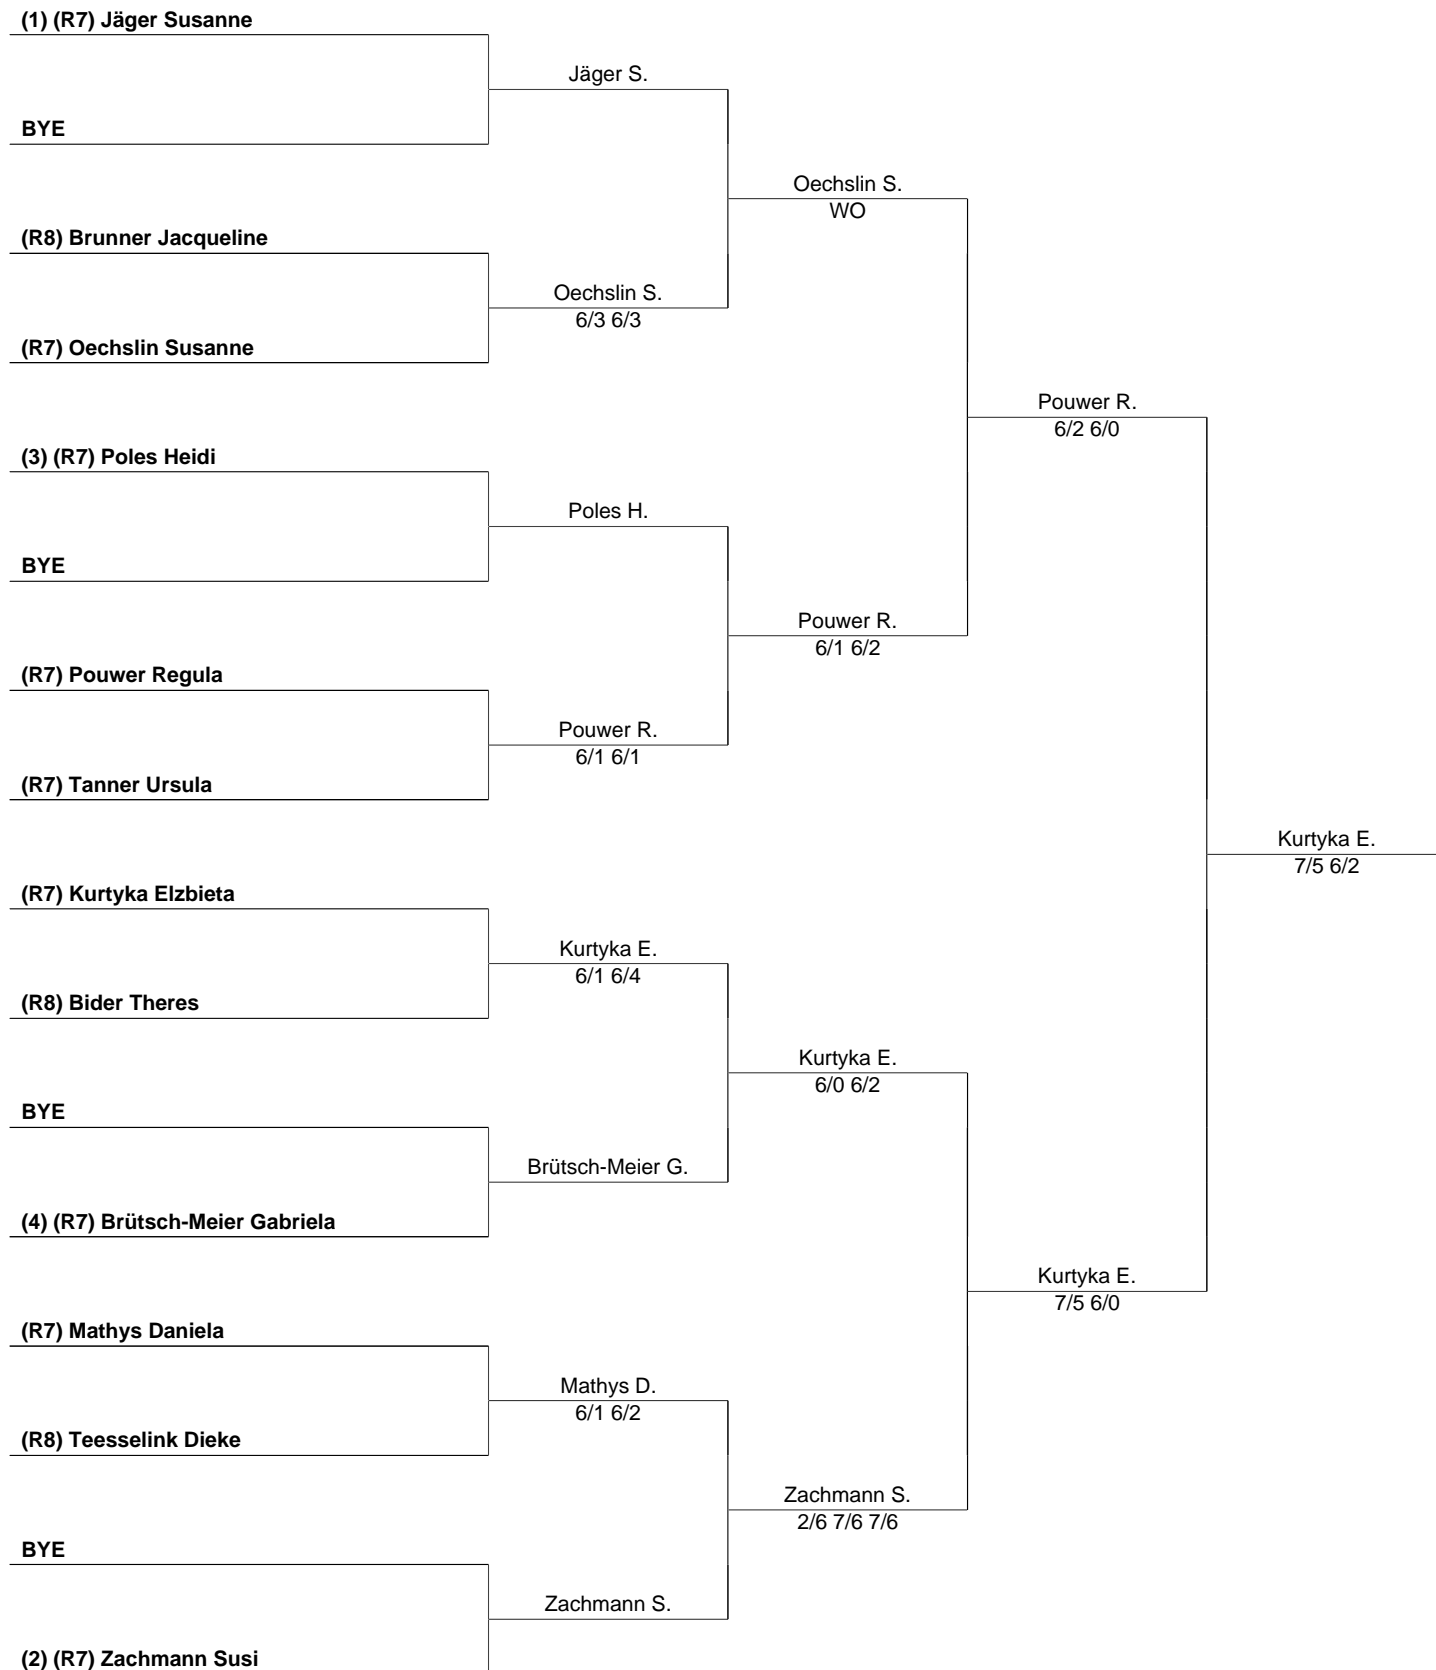 (1) (R7) Jäger Susanne
Jäger S.
BYE
Oechslin S.
WO
(R8) Brunner Jacqueline
Oechslin S.
6/3 6/3
(R7) Oechslin Susanne
Pouwer R.
6/2 6/0
(3) (R7) Poles Heidi
Poles H.
BYE
Pouwer R.
6/1 6/2
(R7) Pouwer Regula
Pouwer R.
6/1 6/1
(R7) Tanner Ursula
Kurtyka E.
7/5 6/2
(R7) Kurtyka Elzbieta
Kurtyka E.
6/1 6/4
(R8) Bider Theres
Kurtyka E.
6/0 6/2
BYE
Brütsch-Meier G.
(4) (R7) Brütsch-Meier Gabriela
Kurtyka E.
7/5 6/0
(R7) Mathys Daniela
Mathys D.
6/1 6/2
(R8) Teesselink Dieke
Zachmann S.
2/6 7/6 7/6
BYE
Zachmann S.
(2) (R7) Zachmann Susi